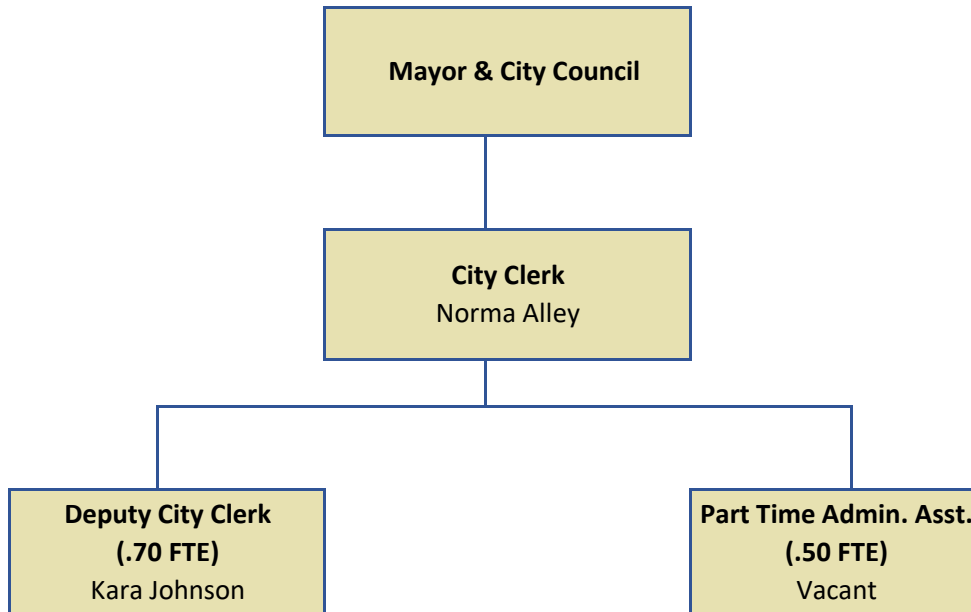 Mayor & City Council
City Clerk
Norma Alley
Deputy City Clerk
(.70 FTE)
Kara Johnson
Part Time Admin. Asst.
(.50 FTE)
Vacant